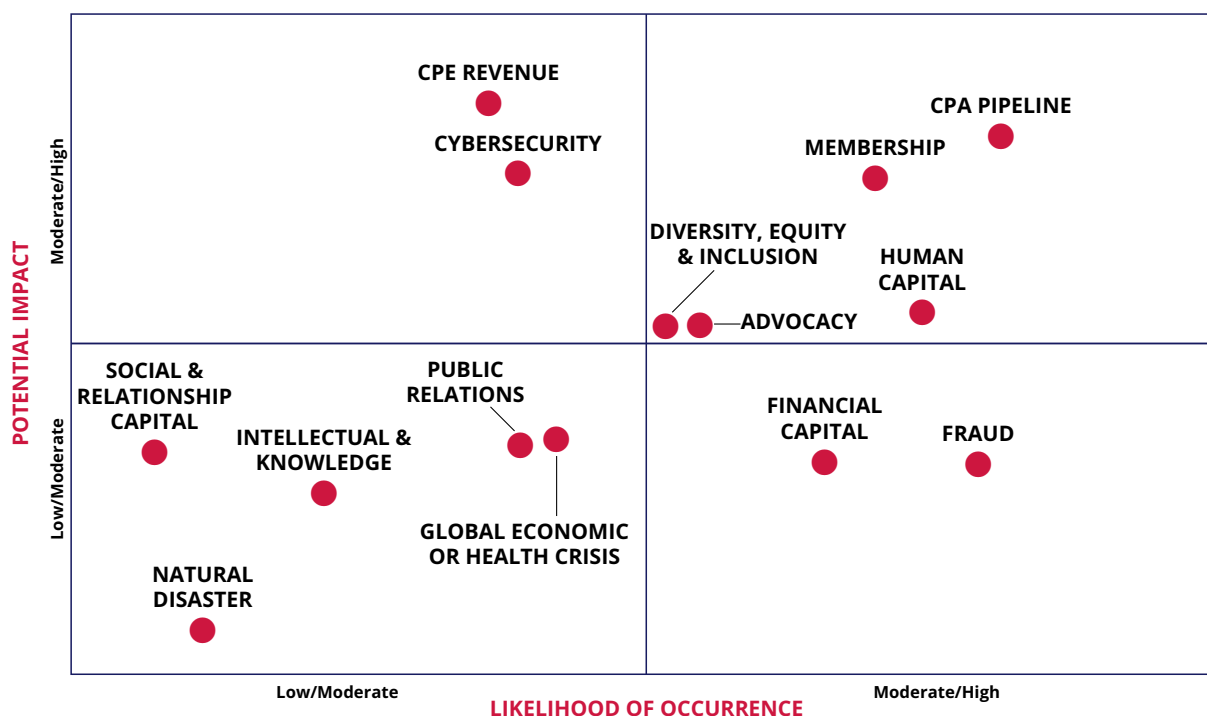 CPE REVENUE
CYBERSECURITY
CPA PIPELINE
MEMBERSHIP
DIVERSITY, EQUITY
& INCLUSION
HUMAN
CAPITAL
ADVOCACY
POTENTIAL IMPACT
Moderate/High
Low/Moderate
SOCIAL &
RELATIONSHIP
CAPITAL
PUBLIC
RELATIONS
INTELLECTUAL &
KNOWLEDGE
GLOBAL ECONOMIC
OR HEALTH CRISIS
NATURAL
DISASTER
FINANCIAL
CAPITAL
FRAUD
Low/Moderate
Moderate/High
LIKELIHOOD OF OCCURRENCE